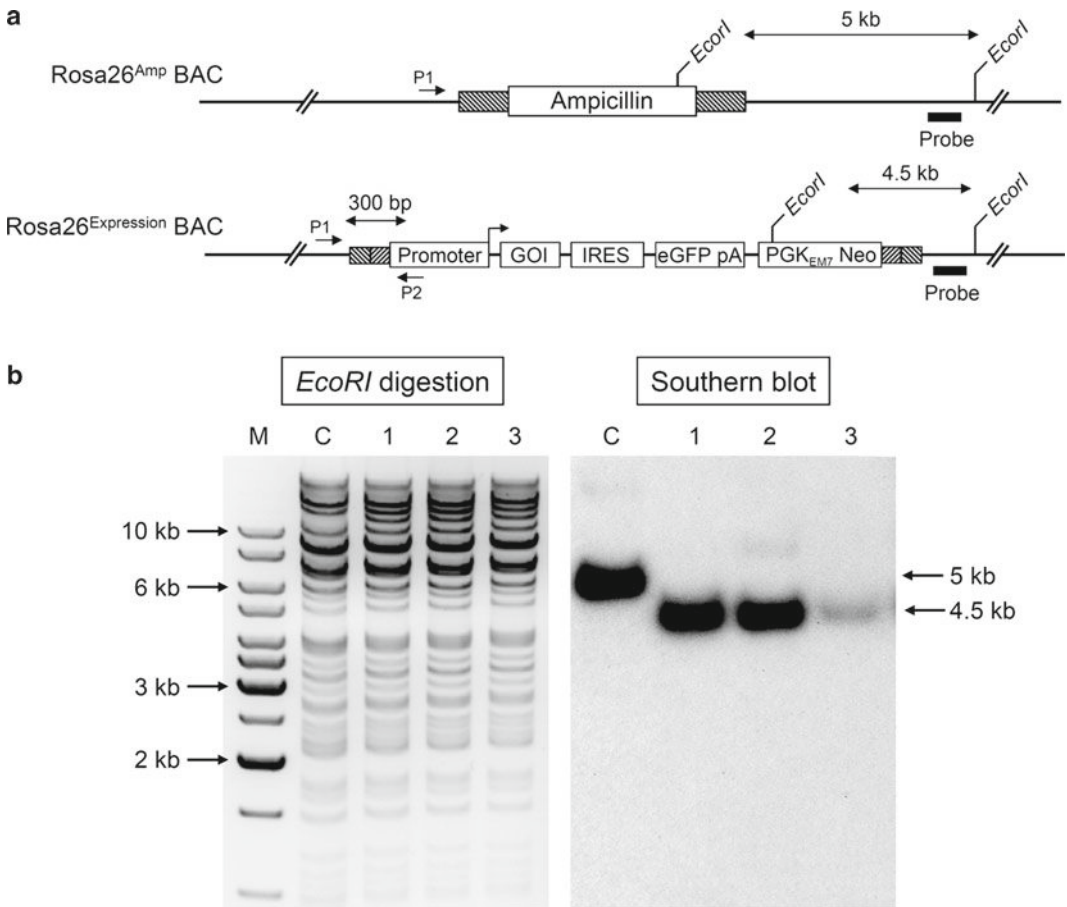 a
5 kb
EcoRI
Rosa26Amp BAC
P1
Ampicillin
Probe
4.5 kb
EcoRI
300 bp
Rosa26Expression BAC
P1
Promoter
GOI
IRES
eGFP pA
PGKEM7 Neo
P2
Probe
b
EcoRI digestion
Southern blot
M C 1 2 3
C 1 2 3
10 kb
6 kb
3 kb
2 kb
5 kb
4.5 kb